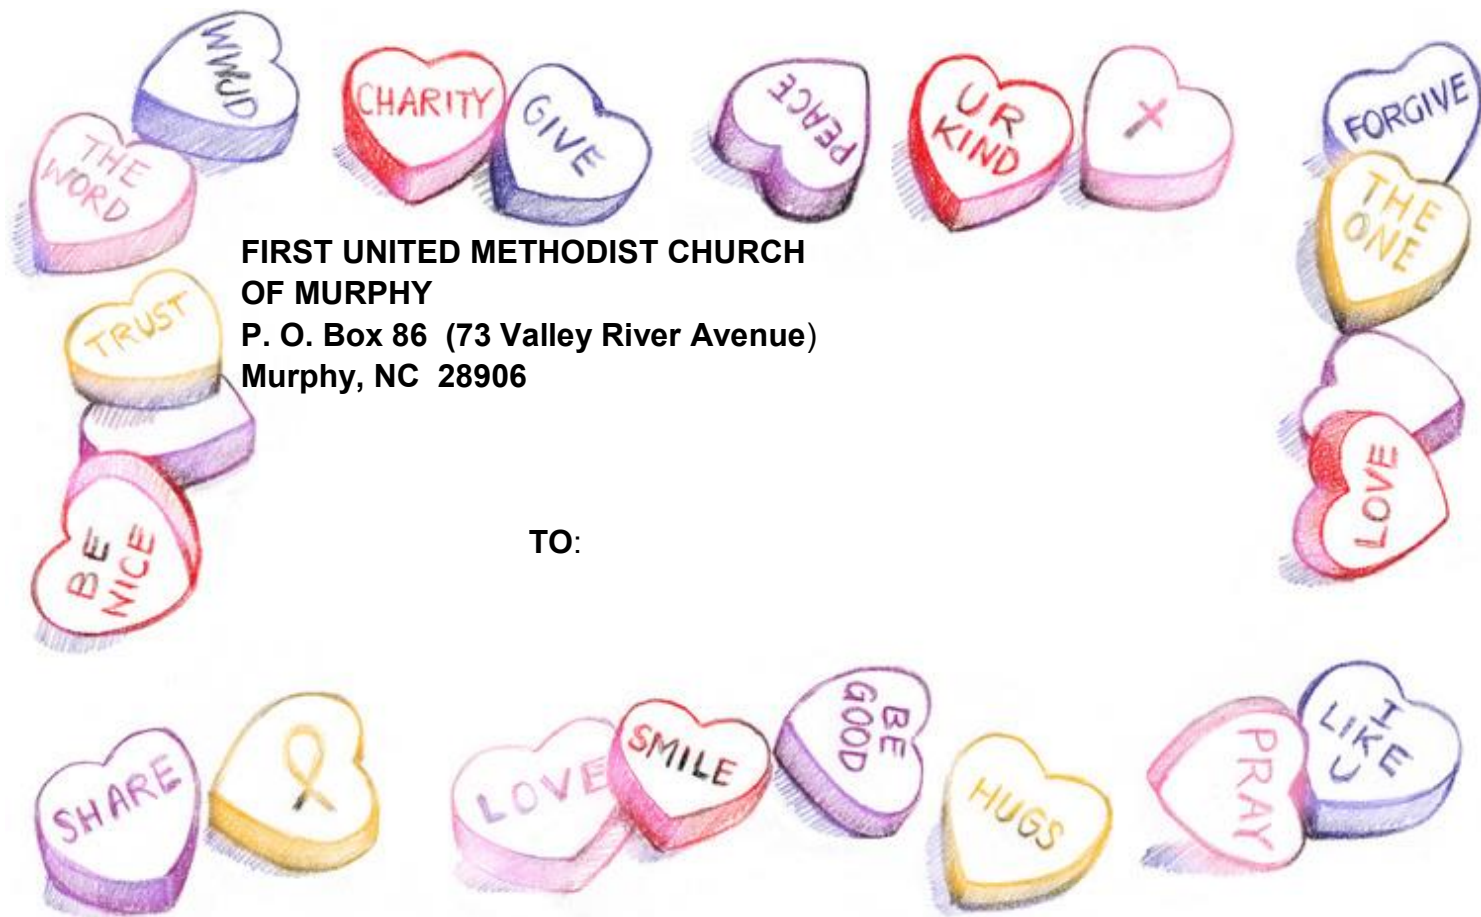 WWJD
CHARITY
GIVE
PEACE
UR
KIND
FORGIVE
THE
WORD
THE
ONE
FIRST UNITED METHODIST CHURCH
OF MURPHY
P. O. Box 86  (73 Valley River Avenue)
Murphy, NC  28906
TRUST
LOVE
BE
NICE
TO:
SHARE
LOVE
SMILE
BE
GOOD
HUGS
PRAY
I
LIKE
U